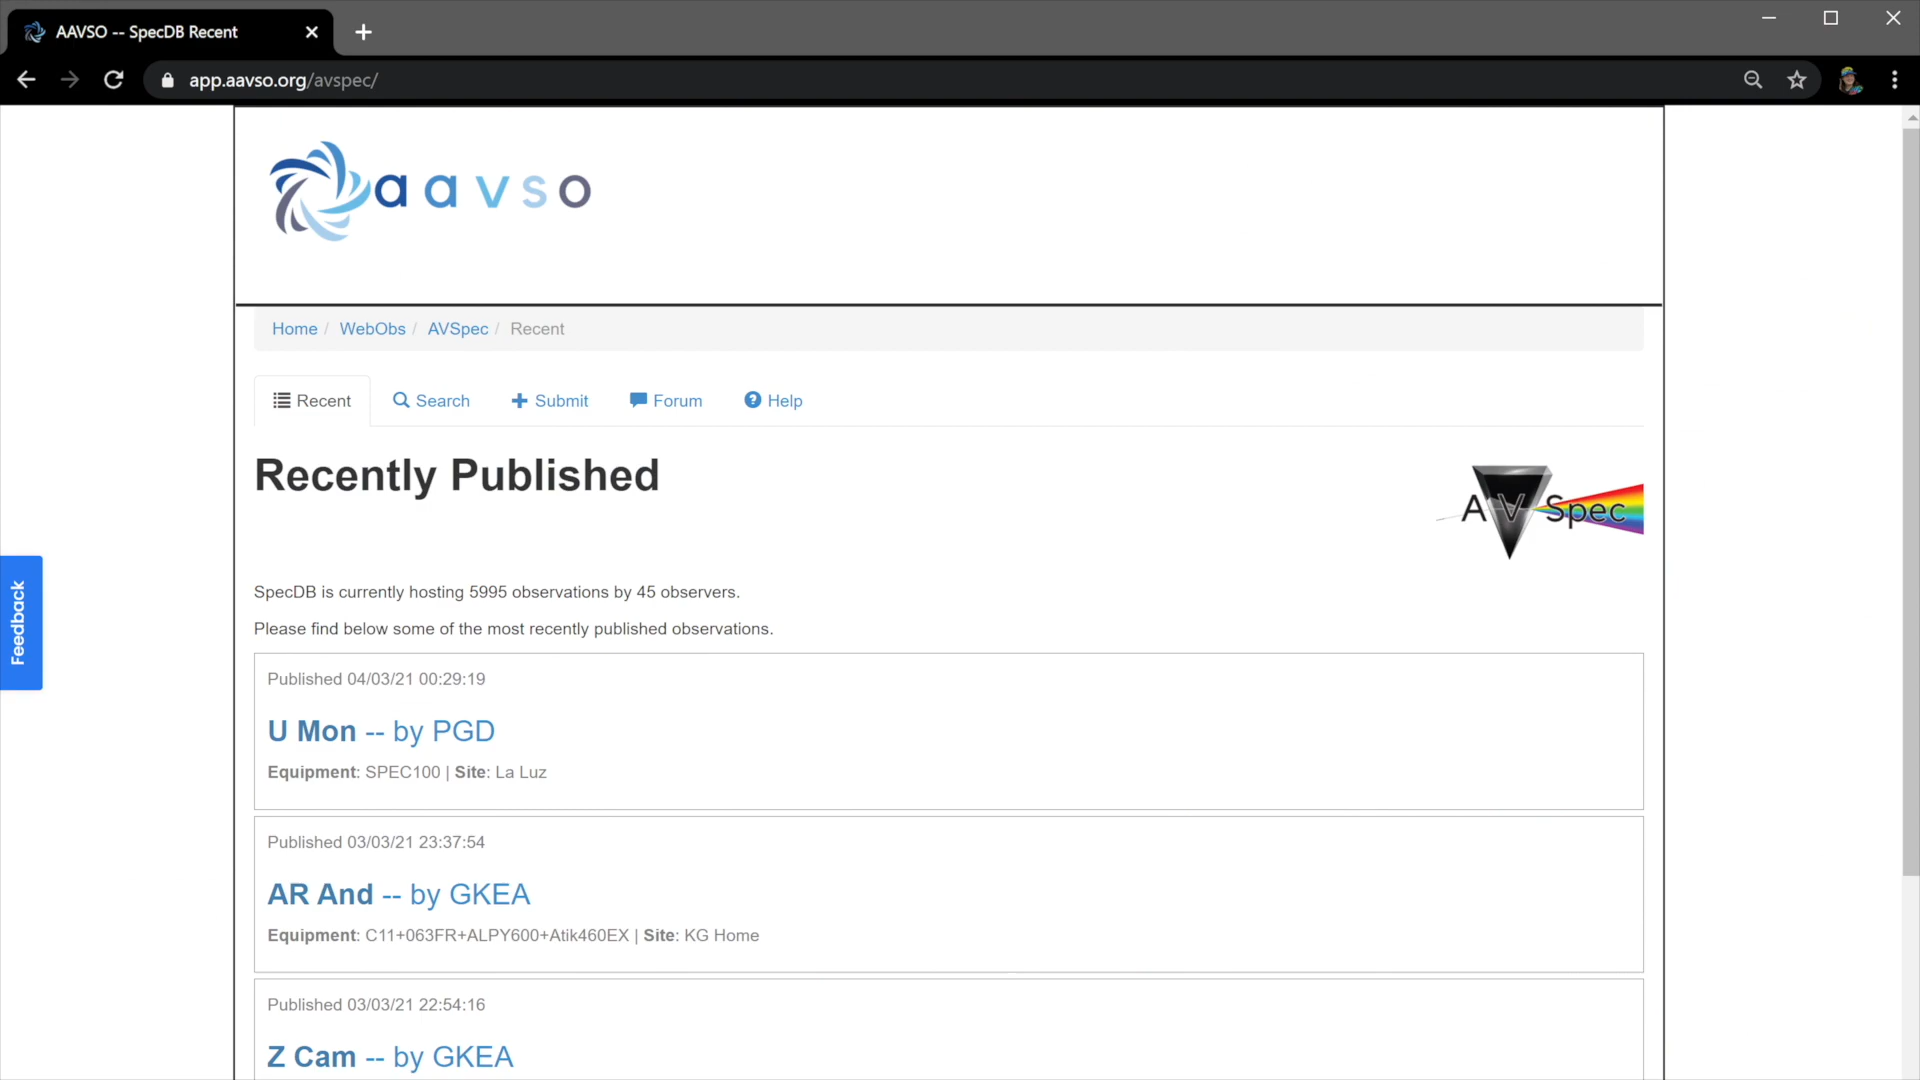 AAVSO -- SpecDB Recent
app.aavso.org/avspec/
aavso
Home / WebObs / AVSpec / Recent
Recent Search Submit Forum Help
Recently Published
AVSpec
SpecDB is currently hosting 5995 observations by 45 observers.
Please find below some of the most recently published observations.
Feedback
Published 04/03/21 00:29:19
U Mon -- by PGD
Equipment: SPEC100 | Site: La Luz
Published 03/03/21 23:37:54
AR And -- by GKEA
Equipment: C11+063FR+ALPY600+Atik460EX | Site: KG Home
Published 03/03/21 22:54:16
Z Cam -- by GKEA